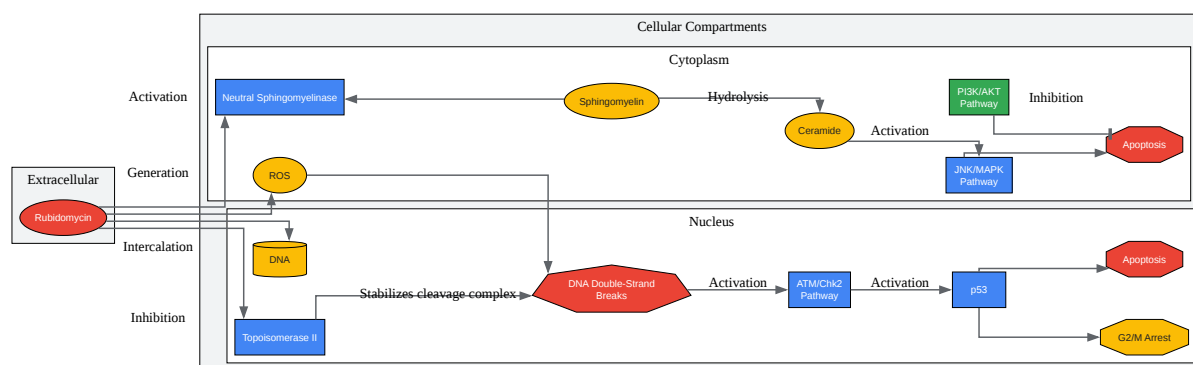 Cellular Compartments
Cytoplasm
Activation
Neutral Sphingomyelinase
Sphingomyelin
Hydrolysis
Ceramide
Activation
PI3K/AKT
Pathway
Inhibition
Apoptosis
JNK/MAPK
Pathway
Extracellular
Rubidomycin
Generation
ROS
Nucleus
Intercalation
DNA
Inhibition
Topoisomerase II
Stabilizes cleavage complex
DNA Double-Strand
Breaks
Activation
ATM/Chk2
Pathway
Activation
p53
Apoptosis
G2/M Arrest